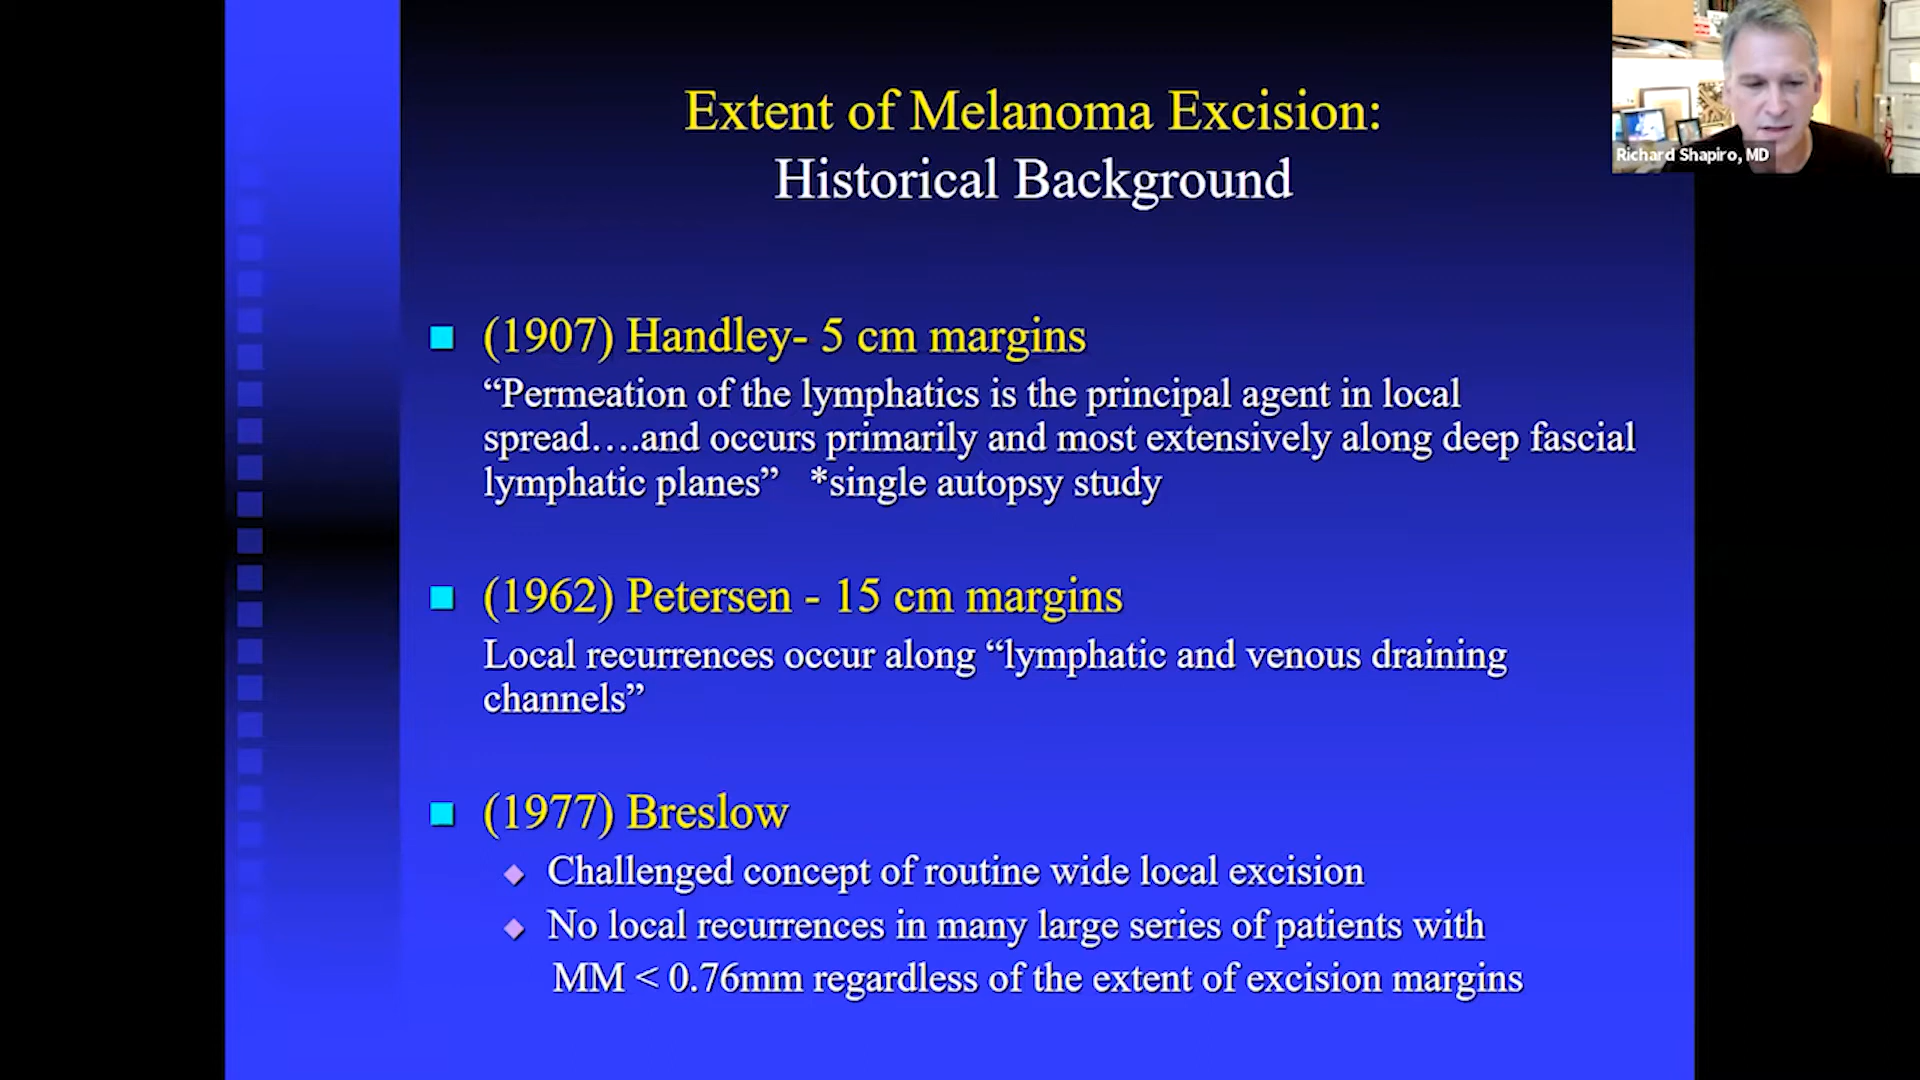 Extent of Melanoma Excision:
Historical Background
Richard Shapiro, MD
(1907) Handley- 5 cm margins
“Permeation of the lymphatics is the principal agent in local
spread….and occurs primarily and most extensively along deep fascial
lymphatic planes” *single autopsy study
(1962) Petersen - 15 cm margins
Local recurrences occur along “lymphatic and venous draining
channels”
(1977) Breslow
Challenged concept of routine wide local excision
No local recurrences in many large series of patients with
MM < 0.76mm regardless of the extent of excision margins